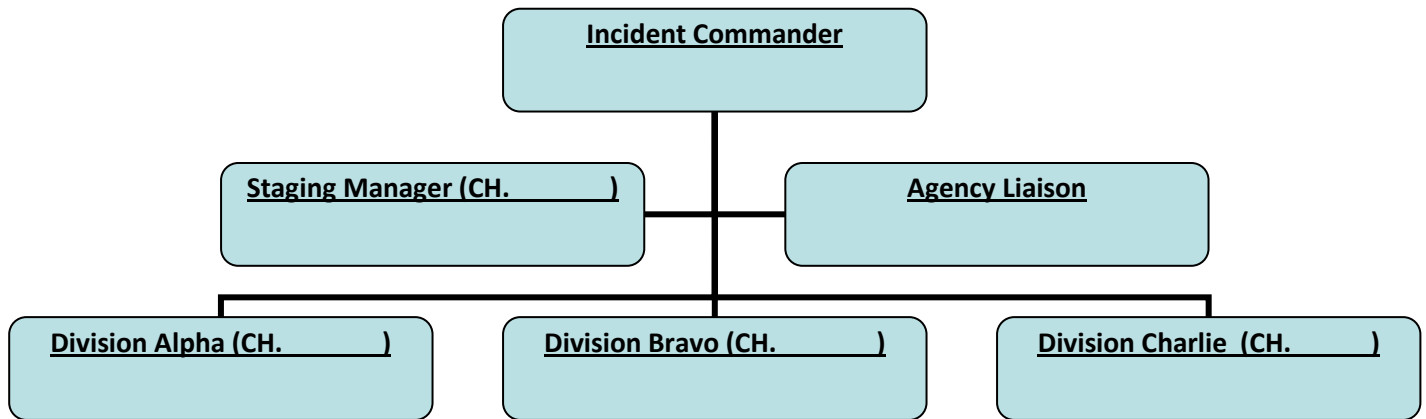 Incident Commander
Staging Manager (CH.          )
Agency Liaison
Division Alpha (CH.          )
Division Bravo (CH.          )
Division Charlie  (CH.          )